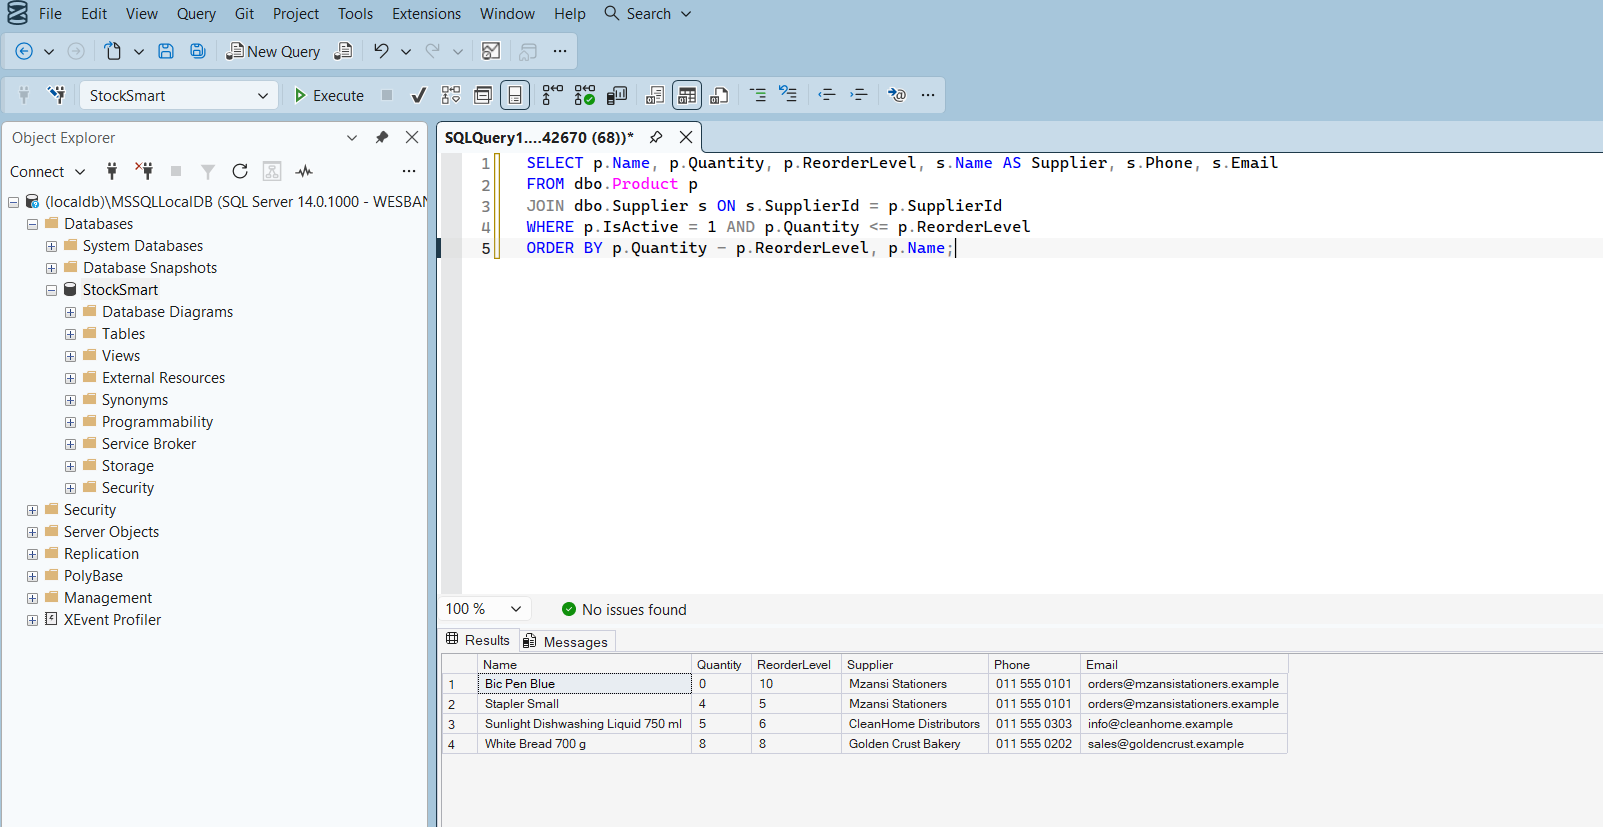 File Edit View Query Git Project Tools Extensions Window Help Search
New Query
StockSmart Execute
Object Explorer
Connect
(localdb)\MSSQLLocalDB (SQL Server 14.0.1000 - WESBAN
Databases
System Databases
Database Snapshots
StockSmart
Database Diagrams
Tables
Views
External Resources
Synonyms
Programmability
Service Broker
Storage
Security
Security
Server Objects
Replication
PolyBase
Management
XEvent Profiler
SQLQuery1....42670 (68))*
1 SELECT p.Name, p.Quantity, p.ReorderLevel, s.Name AS Supplier, s.Phone, s.Email
2 FROM dbo.Product p
3 JOIN dbo.Supplier s ON s.SupplierId = p.SupplierId
4 WHERE p.IsActive = 1 AND p.Quantity <= p.ReorderLevel
5 ORDER BY p.Quantity - p.ReorderLevel, p.Name;
100 % No issues found
Results Messages
Name Quantity ReorderLevel Supplier Phone Email
1 Bic Pen Blue 0 10 Mzansi Stationers 011 555 0101 orders@mzansistationers.example
2 Stapler Small 4 5 Mzansi Stationers 011 555 0101 orders@mzansistationers.example
3 Sunlight Dishwashing Liquid 750 ml 5 6 CleanHome Distributors 011 555 0303 info@cleanhome.example
4 White Bread 700 g 8 8 Golden Crust Bakery 011 555 0202 sales@goldencrust.example